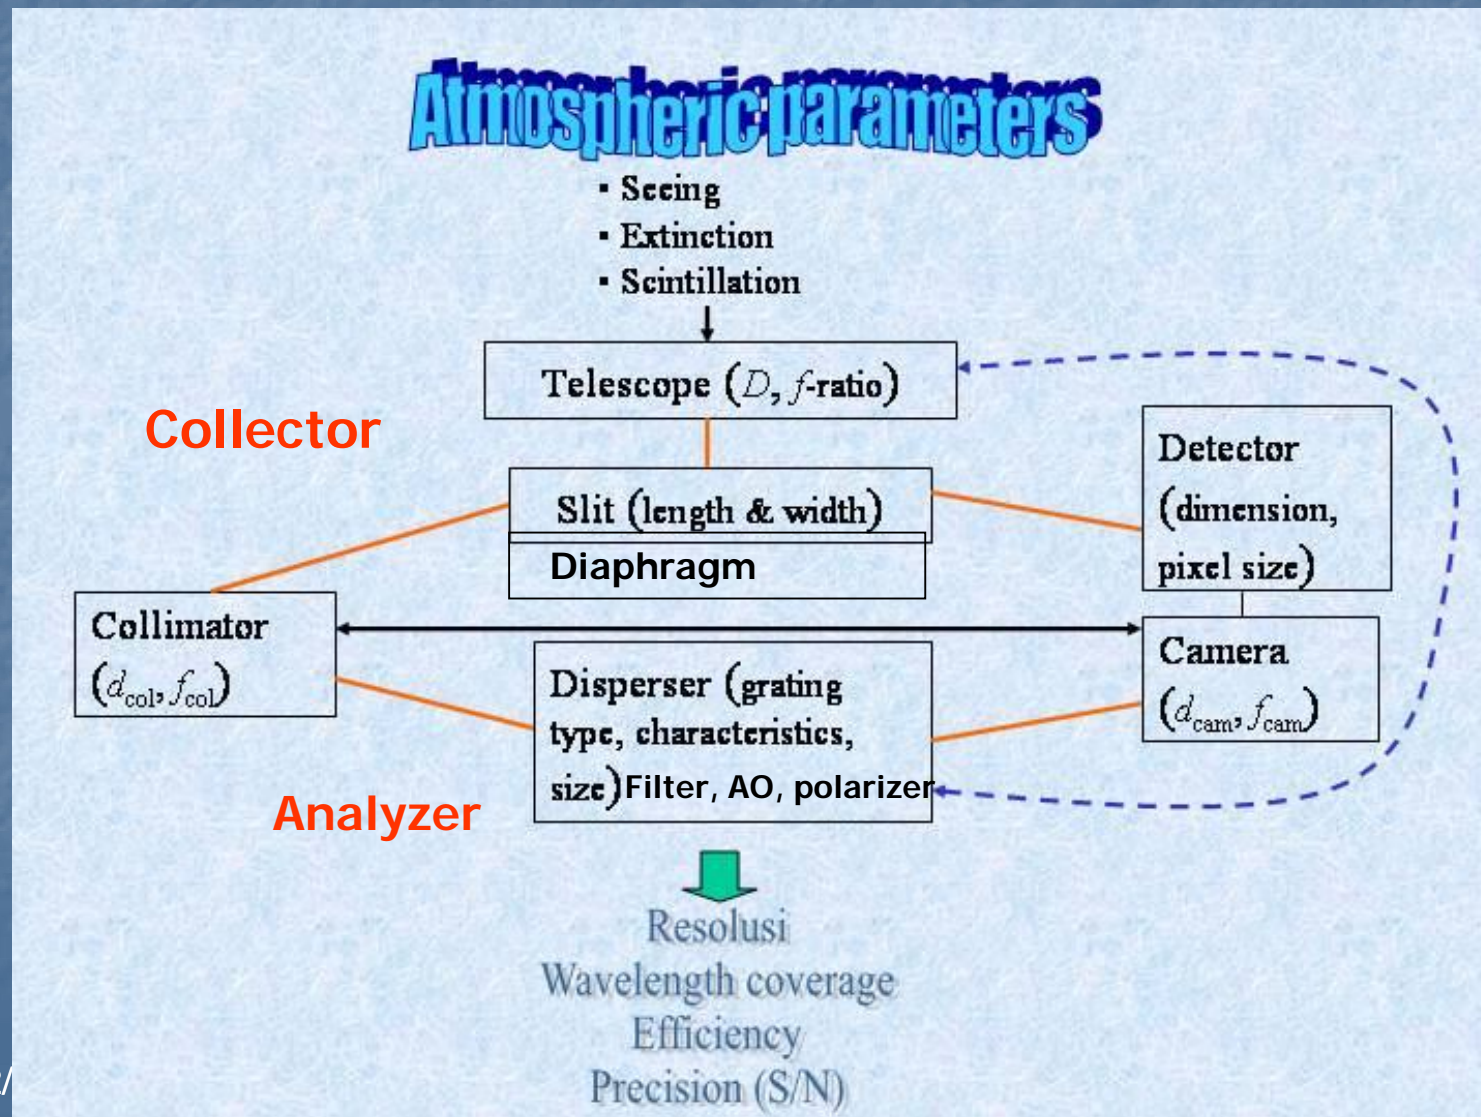 Atmospheric parameters
▪ Seeing
▪ Extinction
▪ Scintillation
Telescope (D, f-ratio)
Collector
Slit (length & width)
Diaphragm
Detector
(dimension,
pixel size)
Collimator
(dcol, fcol)
Camera
(dcam, fcam)
Disperser (grating
type, characteristics,
size) Filter, AO, polarizer
Analyzer
Resolusi
Wavelength coverage
Efficiency
Precision (S/N)